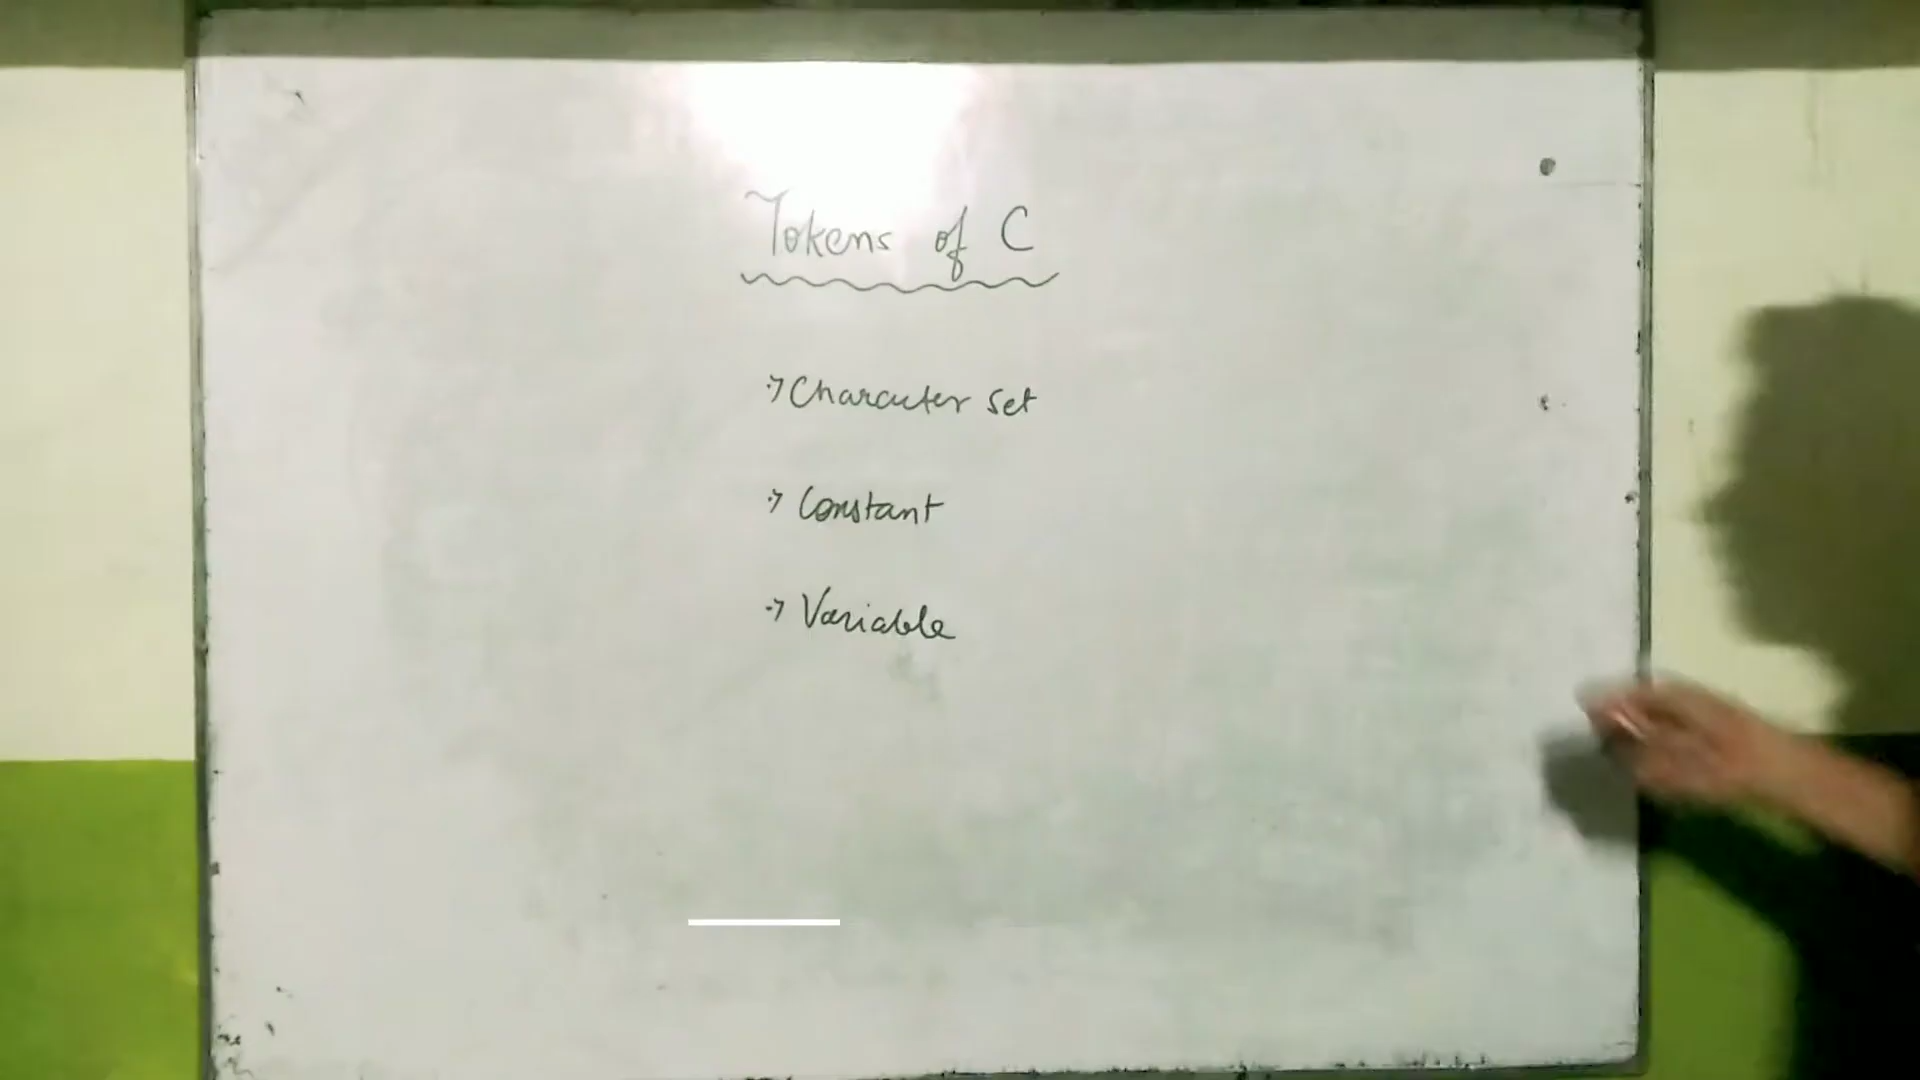 Tokens of C
→ Character set
→ Constant
→ Variable